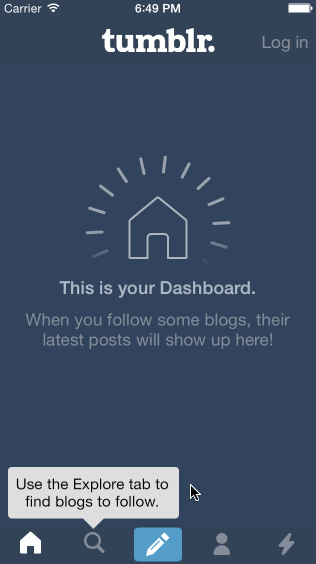 Carrier 6:49 PM
tumblr. Log in
This is your Dashboard.
When you follow some blogs, their
latest posts will show up here!
Use the Explore tab to
find blogs to follow.